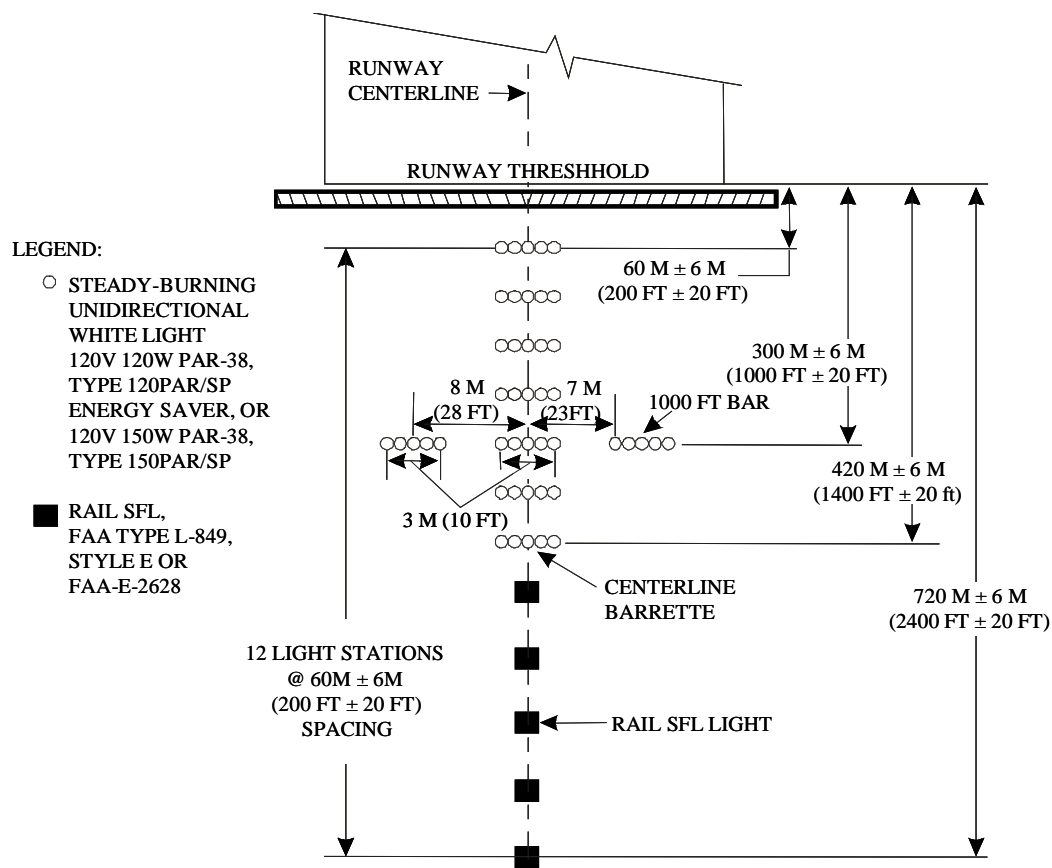 RUNWAY
CENTERLINE
RUNWAY THRESHHOLD
LEGEND:
STEADY-BURNING
UNIDIRECTIONAL
WHITE LIGHT
120V 120W PAR-38,
TYPE 120PAR/SP
ENERGY SAVER, OR
120V 150W PAR-38,
TYPE 150PAR/SP
RAIL SFL,
FAA TYPE L-849,
STYLE E OR
FAA-E-2628
60 M ± 6 M
(200 FT ± 20 FT)
300 M ± 6 M
(1000 FT ± 20 FT)
8 M
(28 FT)
7 M
(23FT)
1000 FT BAR
420 M ± 6 M
(1400 FT ± 20 ft)
3 M (10 FT)
CENTERLINE
BARRETTE
720 M ± 6 M
(2400 FT ± 20 FT)
12 LIGHT STATIONS
@ 60M ± 6M
(200 FT ± 20 FT)
SPACING
RAIL SFL LIGHT